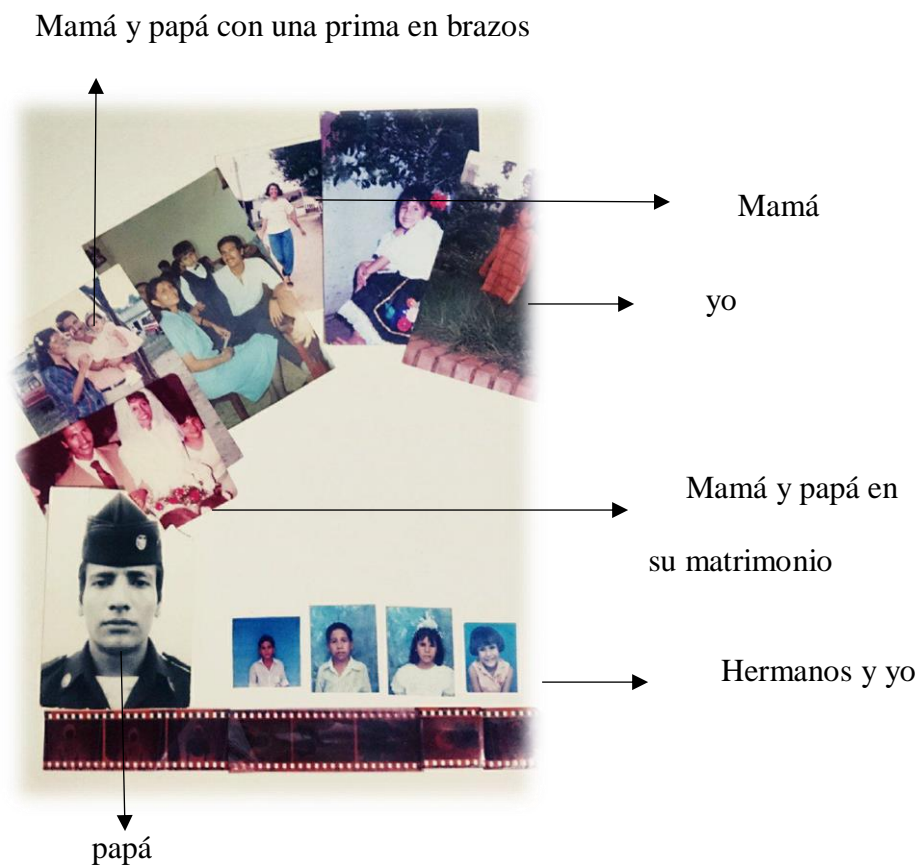 Mamá y papá con una prima en brazos
Mamá
yo
Mamá y papá en
su matrimonio
Hermanos y yo
papá